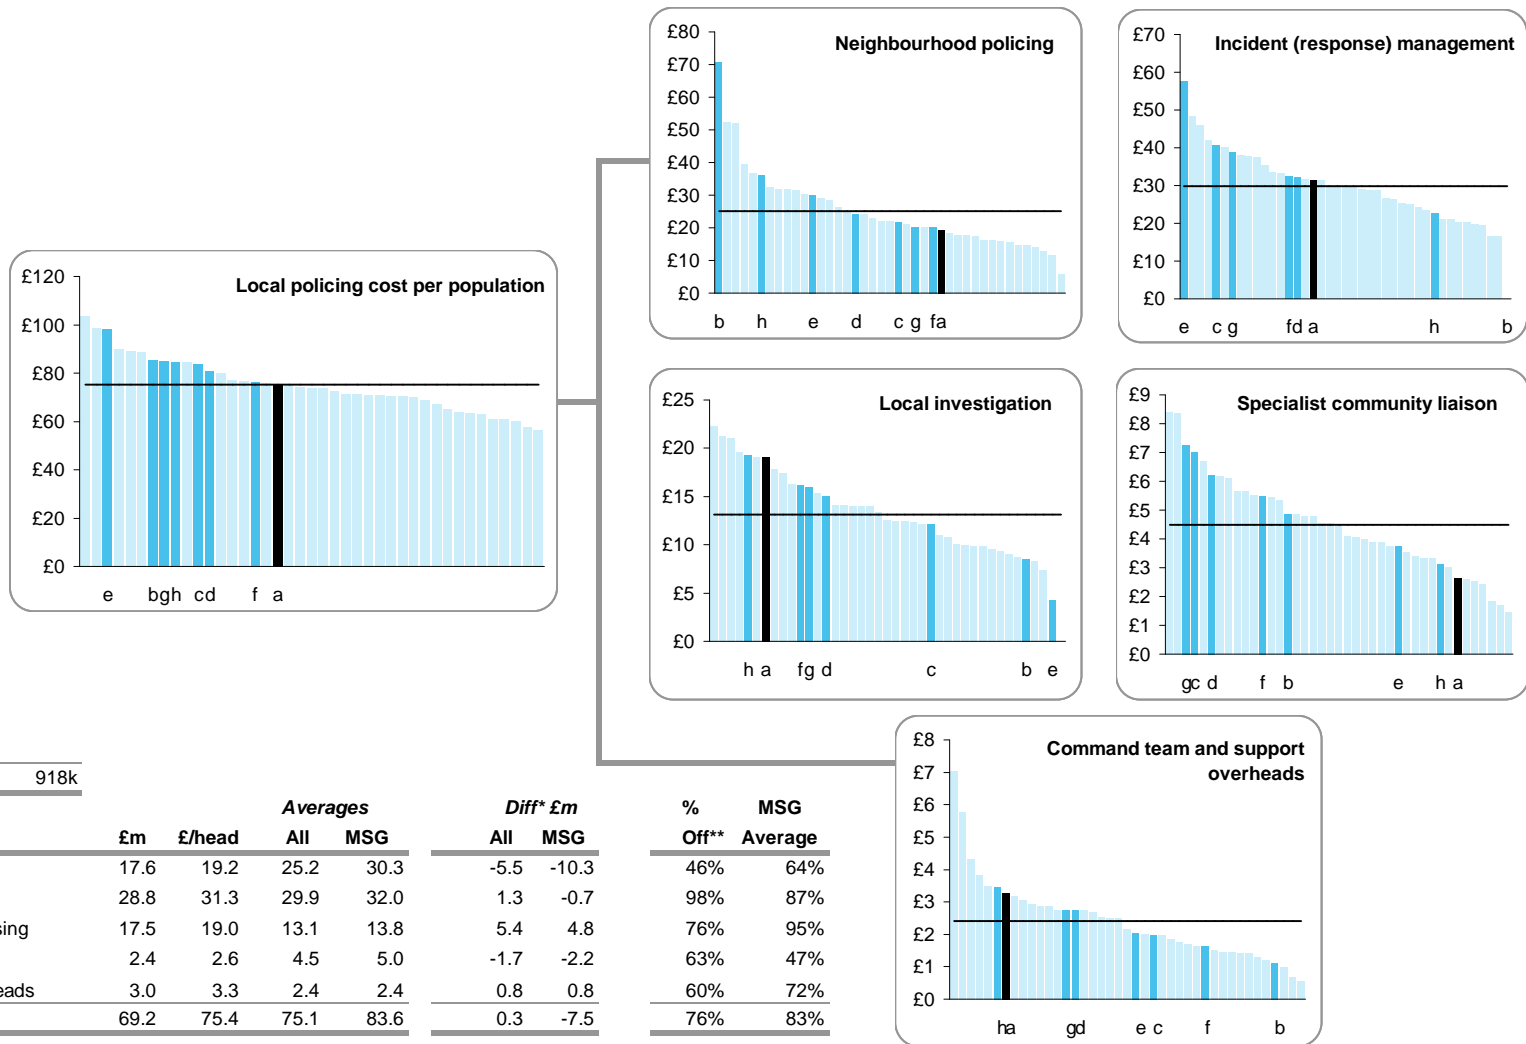 Neighbourhood policing
£80
£70
£60
£50
£40
£30
£20
£10
£0
b h e d c g fa
Incident (response) management
£70
£60
£50
£40
£30
£20
£10
£0
e c g fd a h b
Local policing cost per population
£120
£100
£80
£60
£40
£20
£0
e bgh cd f a
Local investigation
£25
£20
£15
£10
£5
£0
h a fg d c b e
Specialist community liaison
£9
£8
£7
£6
£5
£4
£3
£2
£1
£0
gc d f b e h a
Command team and support
overheads
£8
£7
£6
£5
£4
£3
£2
£1
£0
ha gd e c f b
918k
Averages Diff* £m % MSG
£m £/head All MSG All MSG Off** Average
17.6 19.2 25.2 30.3 -5.5 -10.3 46% 64%
28.8 31.3 29.9 32.0 1.3 -0.7 98% 87%
sing 17.5 19.0 13.1 13.8 5.4 4.8 76% 95%
2.4 2.6 4.5 5.0 -1.7 -2.2 63% 47%
eads 3.0 3.3 2.4 2.4 0.8 0.8 60% 72%
69.2 75.4 75.1 83.6 0.3 -7.5 76% 83%